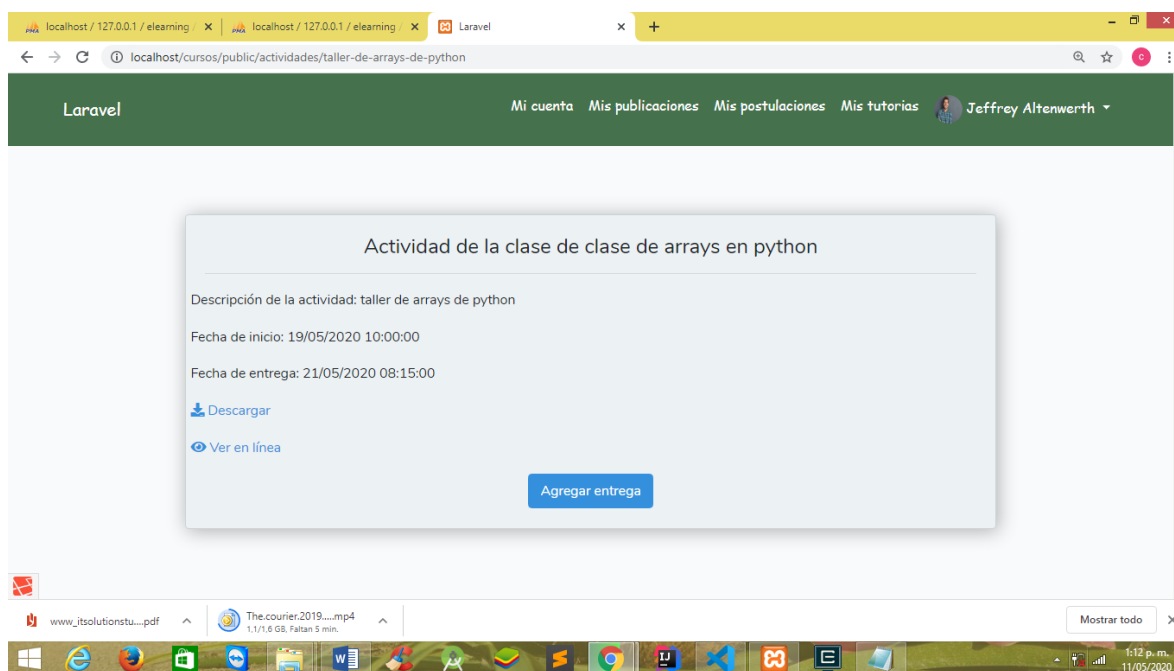 localhost / 127.0.0.1 / elearning / localhost / 127.0.0.1 / elearning / Laravel
localhost/cursos/public/actividades/taller-de-arrays-de-python
Laravel Mi cuenta Mis publicaciones Mis postulaciones Mis tutorias Jeffrey Altenwerth
Actividad de la clase de clase de arrays en python
Descripción de la actividad: taller de arrays de python
Fecha de inicio: 19/05/2020 10:00:00
Fecha de entrega: 21/05/2020 08:15:00
Descargar
Ver en línea
Agregar entrega
www_itsolutionstu....pdf The.courier.2019.....mp4 Mostrar todo
1,1/1,6 GB, Faltan 5 min.
1:12 p. m.
11/05/2020